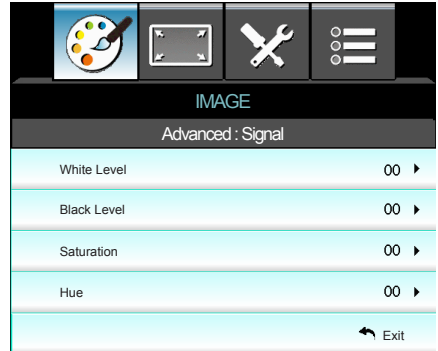 IMAGE
Advanced : Signal
White Level 00
Black Level 00
Saturation 00
Hue 00
Exit